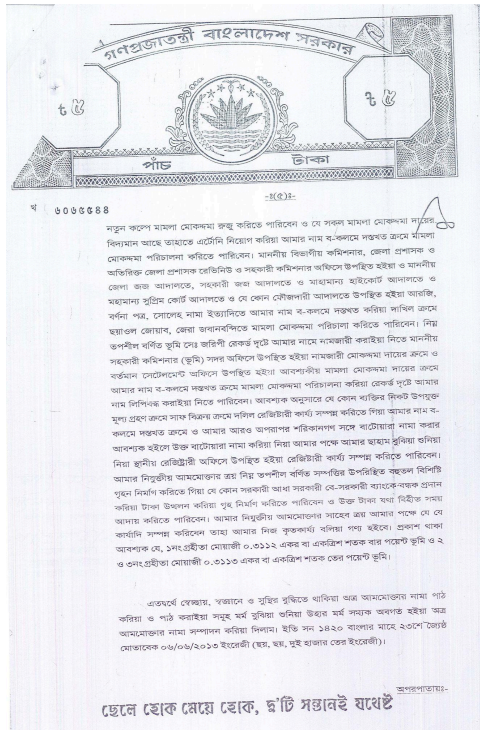 গণপ্রজাতন্ত্রী বাংলাদেশ সরকার
৳ ৫
৳ ৫
পাঁচ টাকা
খ ৬০৬৫৫৪৪
-ঃ(৫)ঃ-
নতুন কল্পে মামলা মোকদ্দমা রুজু করিতে পারিবেন ও যে সকল মামলা মোকদ্দমা দায়ের
বিদ্যমান আছে তাহাতে এটোর্নি নিয়োগ করিয়া আমার নাম ব-কলমে দস্তখত ক্রমে মামলা
মোকদ্দমা পরিচালনা করিতে পারিবেন। মাননীয় বিভাগীয় কমিশনার, জেলা প্রশাসক ও
অতিরিক্ত জেলা প্রশাসক রেভিনিউ ও সহকারী কমিশনার অফিসে উপস্থিত হইয়া ও মাননীয়
জেলা জজ আদালতে, সহকারী জজ আদালতে ও মাহামান্য হাইকোর্ট আদালতে ও
মহামান্য সুপ্রিম কোর্ট আদালতে ও যে কোন ফৌজদারী আদালতে উপস্থিত হইয়া আরজি,
বর্ণনা পত্র, সোলেহ নামা ইত্যাদিতে আমার নাম ব-কলমে দস্তখত করিয়া দাখিল ক্রমে
ছয়াওল জোয়াব, জেরা জবানবন্দিতে মামলা মোকদ্দমা পরিচালা করিতে পারিবেন। নিম্ন
তপশীল বর্ণিত ভূমি সেঃ জরিপী রেকর্ড দৃষ্টে আমার নামে নামজারী করাইয়া নিতে মাননীয়
সহকারী কমিশনার (ভূমি) সদর অফিসে উপস্থিত হইয়া নামজারী মোকদ্দমা দায়ের ক্রমে ও
বর্তমান সেটেলমেন্ট অফিসে উপস্থিত হইয়া আবশ্যকীয় মামলা মোকদ্দমা দায়ের ক্রমে
আমার নাম ব-কলমে দস্তখত ক্রমে মামলা মোকদ্দমা পরিচালনা করিয়া রেকর্ড দৃষ্টে আমার
নাম লিপিবদ্ধ করাইয়া নিতে পারিবেন। আবশ্যক অনুসারে যে কোন ব্যক্তির নিকট উপযুক্ত
মূল্য গ্রহণ ক্রমে সাফ বিক্রয় ক্রমে দলিল রেজিষ্টারী কার্য্য সম্পন্ন করিতে গিয়া আমার নাম ব-
কলমে দস্তখত ক্রমে ও আমার আরও অপরাপর শরিকানগণ সঙ্গে বাটোয়ারা নামা করার
আবশ্যক হইলে উক্ত বাটোয়ারা নামা করিয়া নিয়া আমার পক্ষে আমার ছাহাম বুঝিয়া শুনিয়া
নিয়া স্থানীয় রেজিষ্ট্রারী অফিসে উপস্থিত হইয়া রেজিষ্টারী কার্য্য সম্পন্ন করিতে পারিবেন।
আমার নিযুক্তীয় আমমোক্তার ত্রয় নিম্ন তপশীল বর্ণিত সম্পত্তির উপরিস্থিত বহুতল বিশিষ্ট
গৃহন নির্মাণ করিতে গিয়া যে কোন সরকারী আধা সরকারী বে-সরকারী ব্যাংকে বন্ধক প্রদান
করিয়া টাকা উত্তলন করিয়া গৃহ নির্মাণ করিতে পারিবেন ও উক্ত টাকা যথা বিহীত সময়
আদায় করিতে পারিবেন। আমার নিযুক্তীয় আমমোক্তার সাহেব ত্রয় আমার পক্ষে যে যে
কার্য্যাদি সম্পন্ন করিবেন তাহা আমার নিজ কৃতকার্য্য বলিয়া গণ্য হইবে। প্রকাশ থাকা
আবশ্যক যে, ১নং গ্রহীতা মোয়াজী ০.৩১১২ একর বা একত্রিশ শতক বার পয়েন্ট ভূমি ও ২
ও ৩নং গ্রহীতা মোয়াজী ০.৩১১৩ একর বা একত্রিশ শতক তের পয়েন্ট ভূমি।
এতদ্বর্থে স্বেচ্ছায়, স্বজ্ঞানে ও সুস্থির বুদ্ধিতে থাকিয়া অত্র আমমোক্তার নামা পাঠ
করিয়া ও পাঠ করাইয়া সমূহ মর্ম বুঝিয়া শুনিয়া উহার মর্ম সম্যক অবগত হইয়া অত্র
আমমোক্তার নামা সম্পাদন করিয়া দিলাম। ইতি সন ১৪২০ বাংলার মাহে ২৩শে জ্যৈষ্ঠ
মোতাবেক ০৬/০৬/২০১৩ ইংরেজী (ছয়, ছয়, দুই হাজার তের ইংরেজী)।
অপরপাতায়ঃ-
ছেলে হোক মেয়ে হোক, দু'টি সন্তানই যথেষ্ট